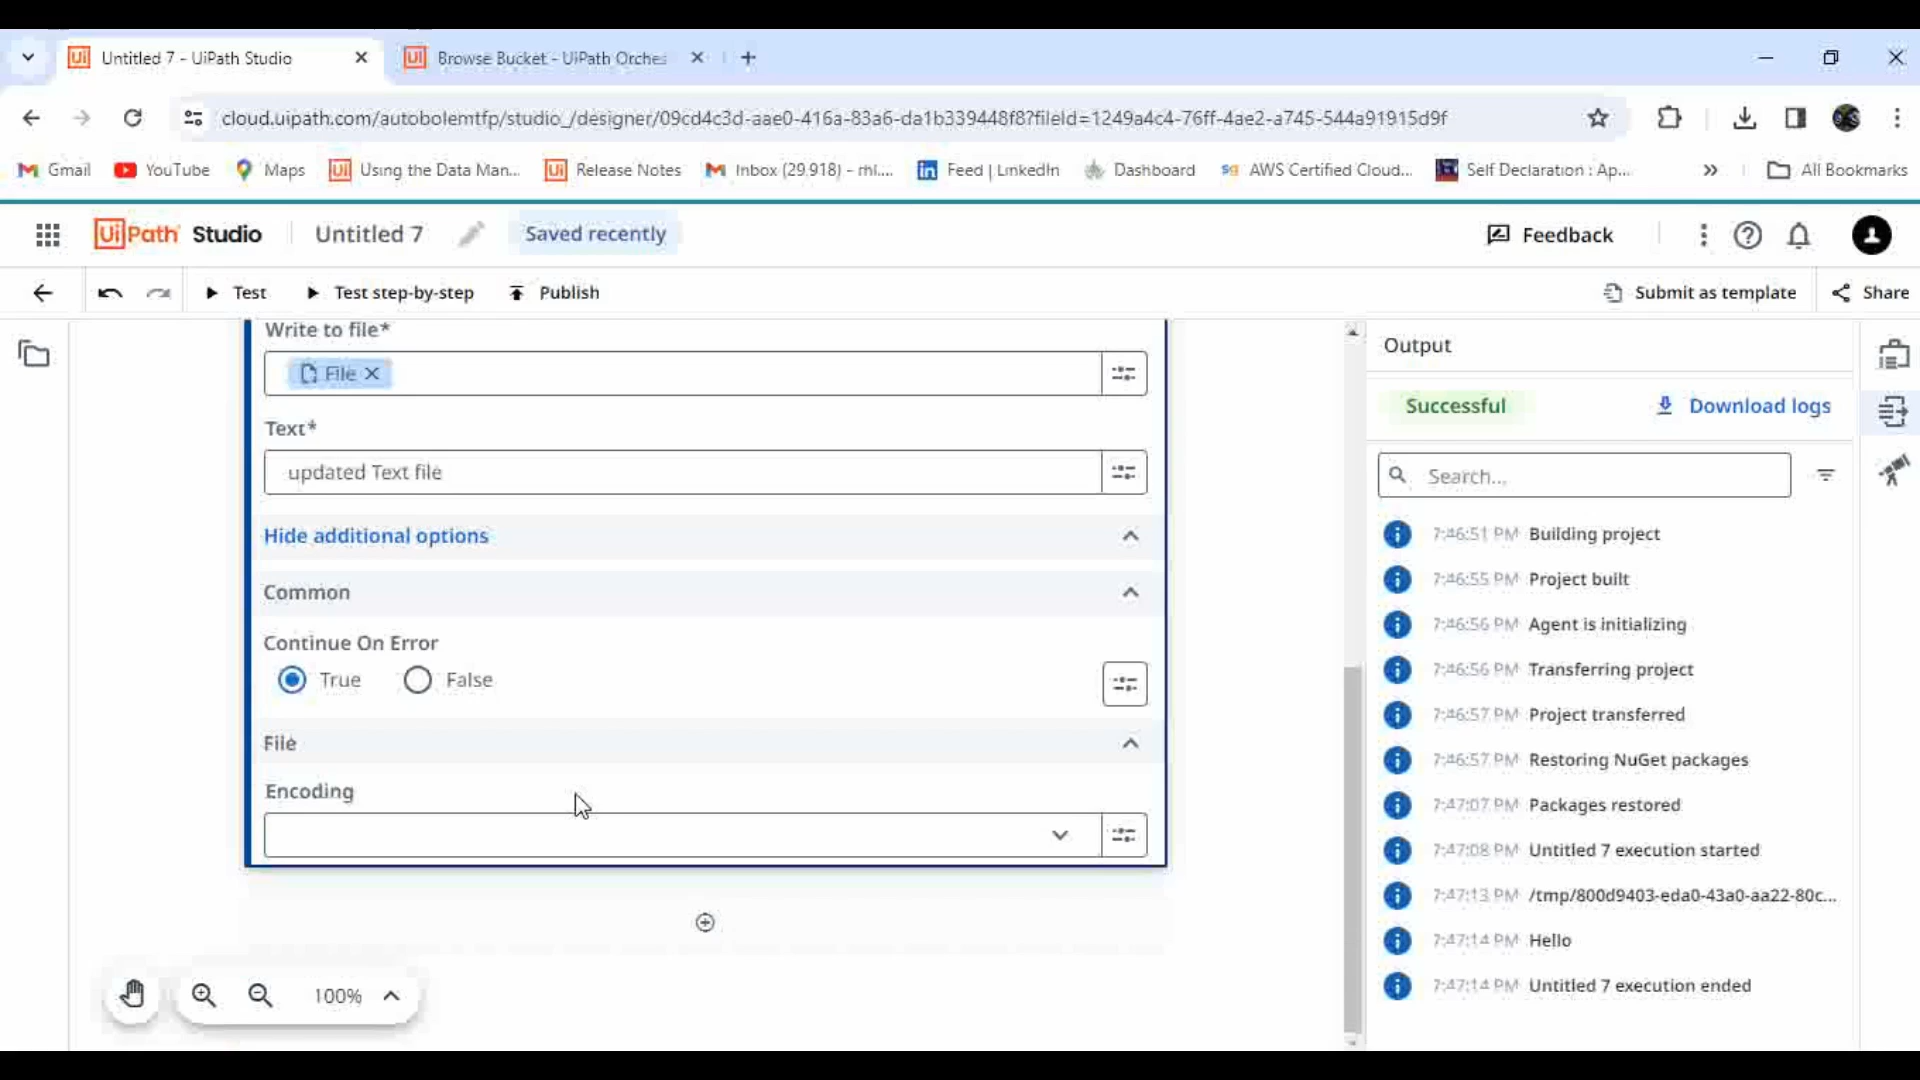 Untitled 7 - UiPath Studio
Browse Bucket - UiPath Orches
cloud.uipath.com/autobolemtfp/studio_/designer/09cd4c3d-aae0-416a-83a6-da1b339448f8?fileId=1249a4c4-76ff-4ae2-a745-544a91915d9f
Gmail YouTube Maps Using the Data Man... Release Notes Inbox (29,918) - rhl.... Feed | LinkedIn Dashboard AWS Certified Cloud... Self Declaration : Ap... All Bookmarks
UiPath Studio Untitled 7 Saved recently Feedback
Test Test step-by-step Publish Submit as template Share
Write to file*
File
Text*
updated Text file
Hide additional options
Common
Continue On Error
True False
File
Encoding
100%
Output
Successful Download logs
Search...
7:46:51 PM Building project
7:46:55 PM Project built
7:46:56 PM Agent is initializing
7:46:56 PM Transferring project
7:46:57 PM Project transferred
7:46:57 PM Restoring NuGet packages
7:47:07 PM Packages restored
7:47:08 PM Untitled 7 execution started
7:47:13 PM /tmp/800d9403-eda0-43a0-aa22-80c...
7:47:14 PM Hello
7:47:14 PM Untitled 7 execution ended